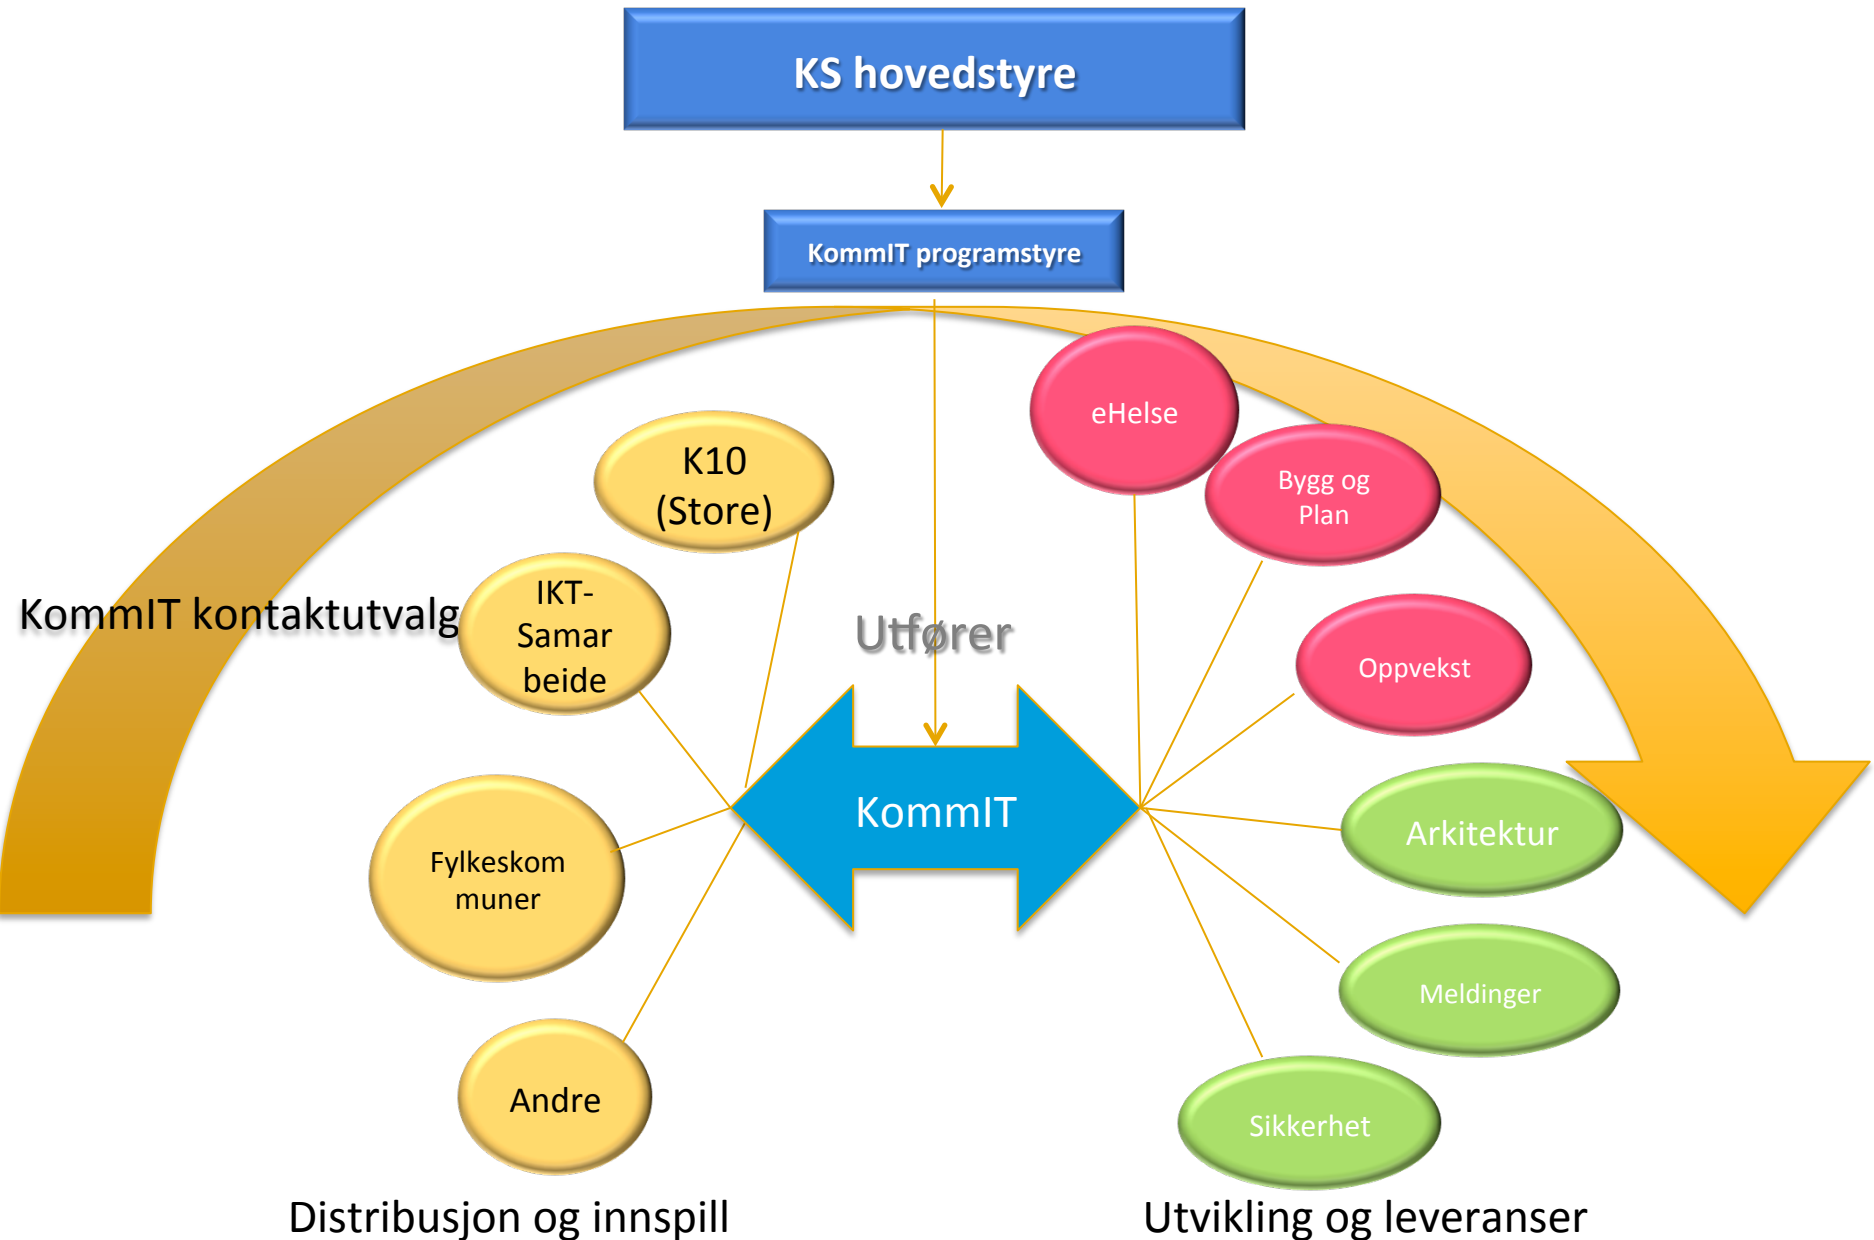 KS hovedstyre
KommIT programstyre
eHelse
K10
(Store)
Bygg og
Plan
IKT-
Samar
beide
KommIT kontaktutvalg
Utfører
Oppvekst
KommIT
Arkitektur
Fylkeskom
muner
Meldinger
Andre
Sikkerhet
Distribusjon og innspill
Utvikling og leveranser